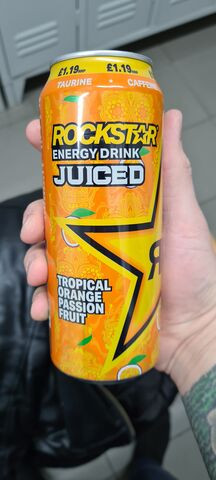 £1.19 £1.19
TAURINE • CAFFEINE
ROCKSTAR
ENERGY DRINK
JUICED
TROPICAL
ORANGE
PASSION
FRUIT